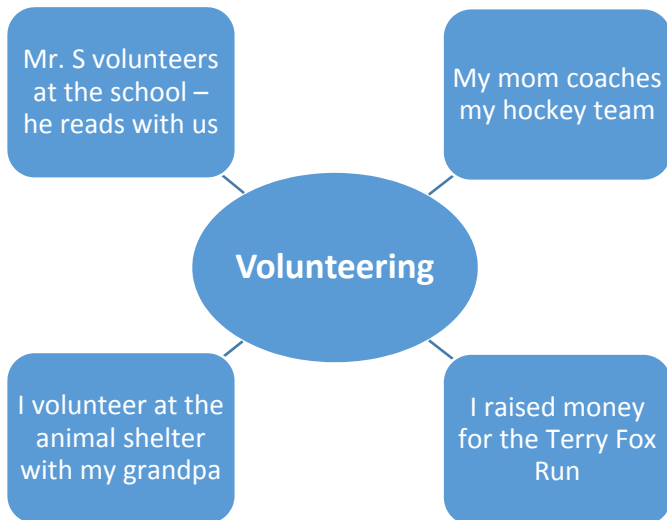 Mr. S volunteers
at the school –
he reads with us
My mom coaches
my hockey team
Volunteering
I volunteer at the
animal shelter
with my grandpa
I raised money
for the Terry Fox
Run